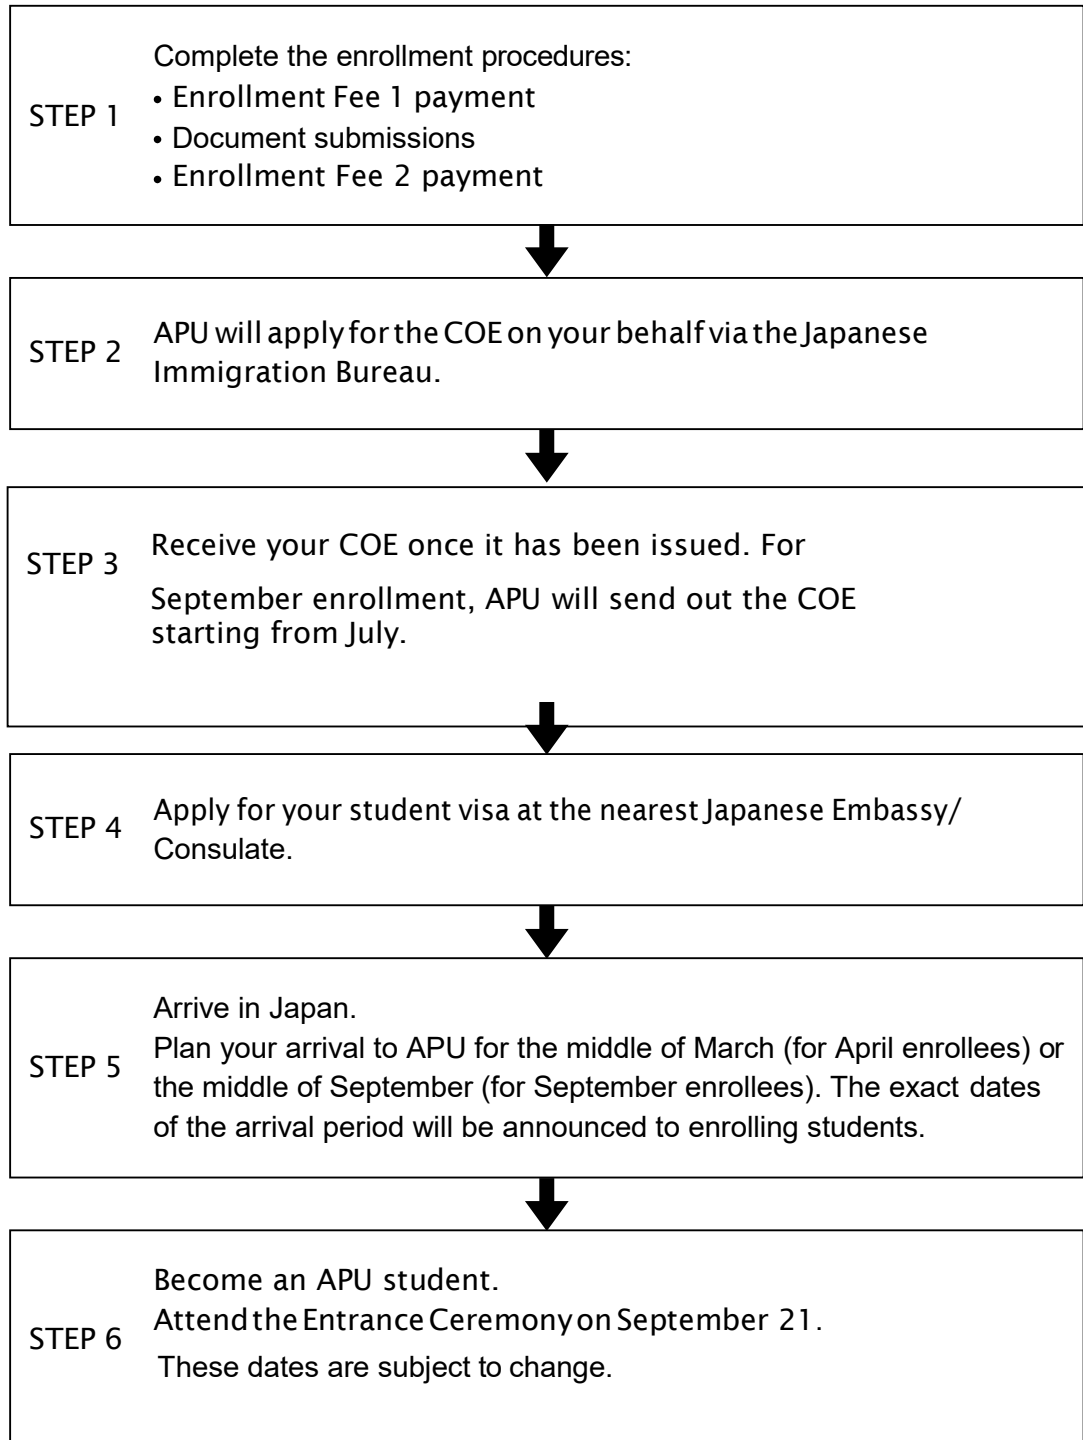 Complete the enrollment procedures:
STEP 1
• Enrollment Fee 1 payment
• Document submissions
• Enrollment Fee 2 payment
STEP 2
APU will apply for the COE on your behalf via the Japanese
Immigration Bureau.
STEP 3
Receive your COE once it has been issued. For
September enrollment, APU will send out the COE
starting from July.
STEP 4
Apply for your student visa at the nearest Japanese Embassy/
Consulate.
STEP 5
Arrive in Japan.
Plan your arrival to APU for the middle of March (for April enrollees) or
the middle of September (for September enrollees). The exact dates
of the arrival period will be announced to enrolling students.
STEP 6
Become an APU student.
Attend the Entrance Ceremony on September 21.
These dates are subject to change.